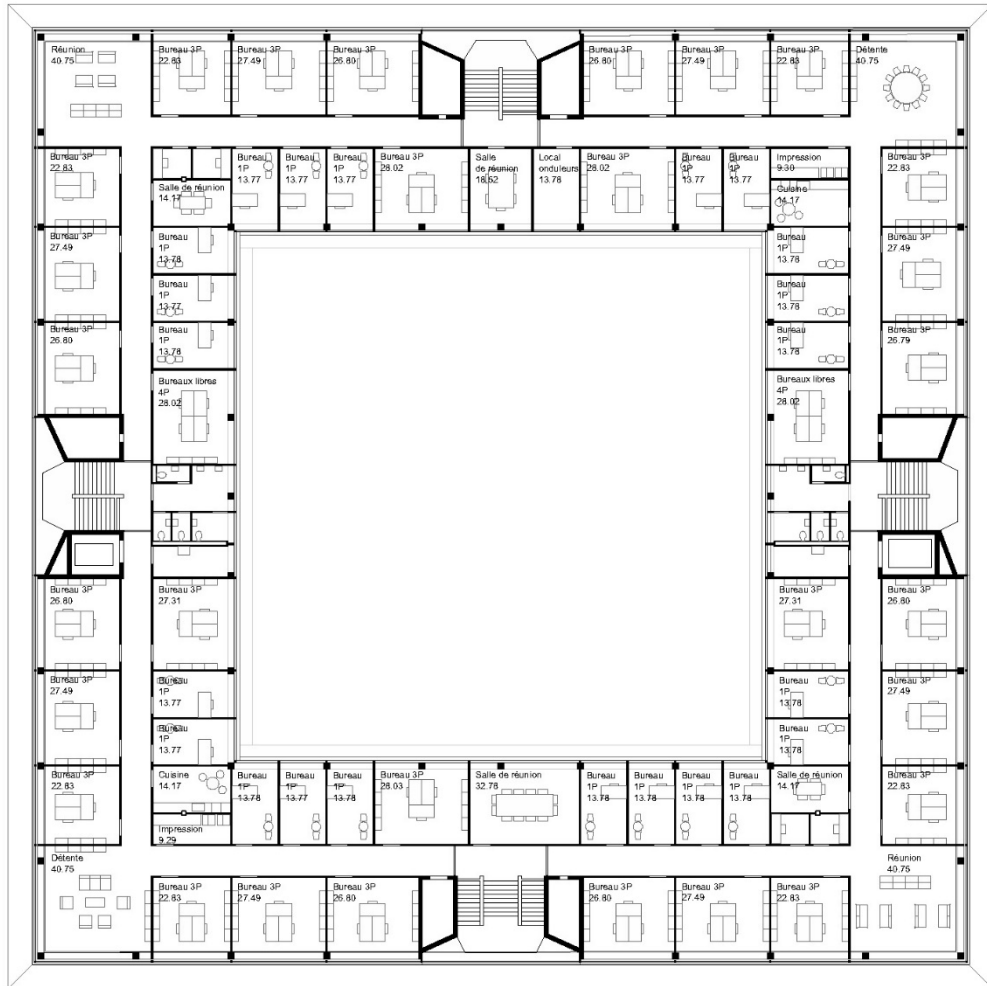 Réunion
40.75
Bureau 3P
22.83
Bureau 3P
27.49
Bureau 3P
26.80
Bureau 3P
26.80
Bureau 3P
27.49
Bureau 3P
22.83
Détente
40.75
Bureau 3P
22.83
Bureau
1P
13.77
Bureau
1P
13.77
Bureau
1P
13.77
Bureau 3P
28.02
Salle
de réunion
18.52
Local
onduleurs
13.78
Bureau 3P
28.02
Bureau
1P
13.77
Bureau
1P
13.77
Impression
9.30
Bureau 3P
22.83
Salle de réunion
14.17
Cuisine
14.17
Bureau 3P
27.49
Bureau
1P
13.78
Bureau
1P
13.78
Bureau 3P
27.49
Bureau
1P
13.77
Bureau
1P
13.78
Bureau 3P
26.80
Bureau
1P
13.78
Bureau
1P
13.78
Bureau 3P
26.79
Bureaux libres
4P
28.02
Bureaux libres
4P
28.02
Bureau 3P
26.80
Bureau 3P
27.31
Bureau 3P
27.31
Bureau 3P
26.80
Bureau 3P
27.49
Bureau
1P
13.77
Bureau
1P
13.78
Bureau 3P
27.49
Bureau
1P
13.77
Bureau
1P
13.78
Bureau 3P
22.83
Cuisine
14.17
Bureau
1P
13.78
Bureau
1P
13.77
Bureau
1P
13.78
Bureau 3P
28.03
Salle de réunion
32.78
Bureau
1P
13.78
Bureau
1P
13.78
Bureau
1P
13.78
Bureau
1P
13.78
Salle de réunion
14.17
Bureau 3P
22.83
Impression
9.29
Détente
40.75
Réunion
40.75
Bureau 3P
22.83
Bureau 3P
27.49
Bureau 3P
26.80
Bureau 3P
26.80
Bureau 3P
27.49
Bureau 3P
22.83